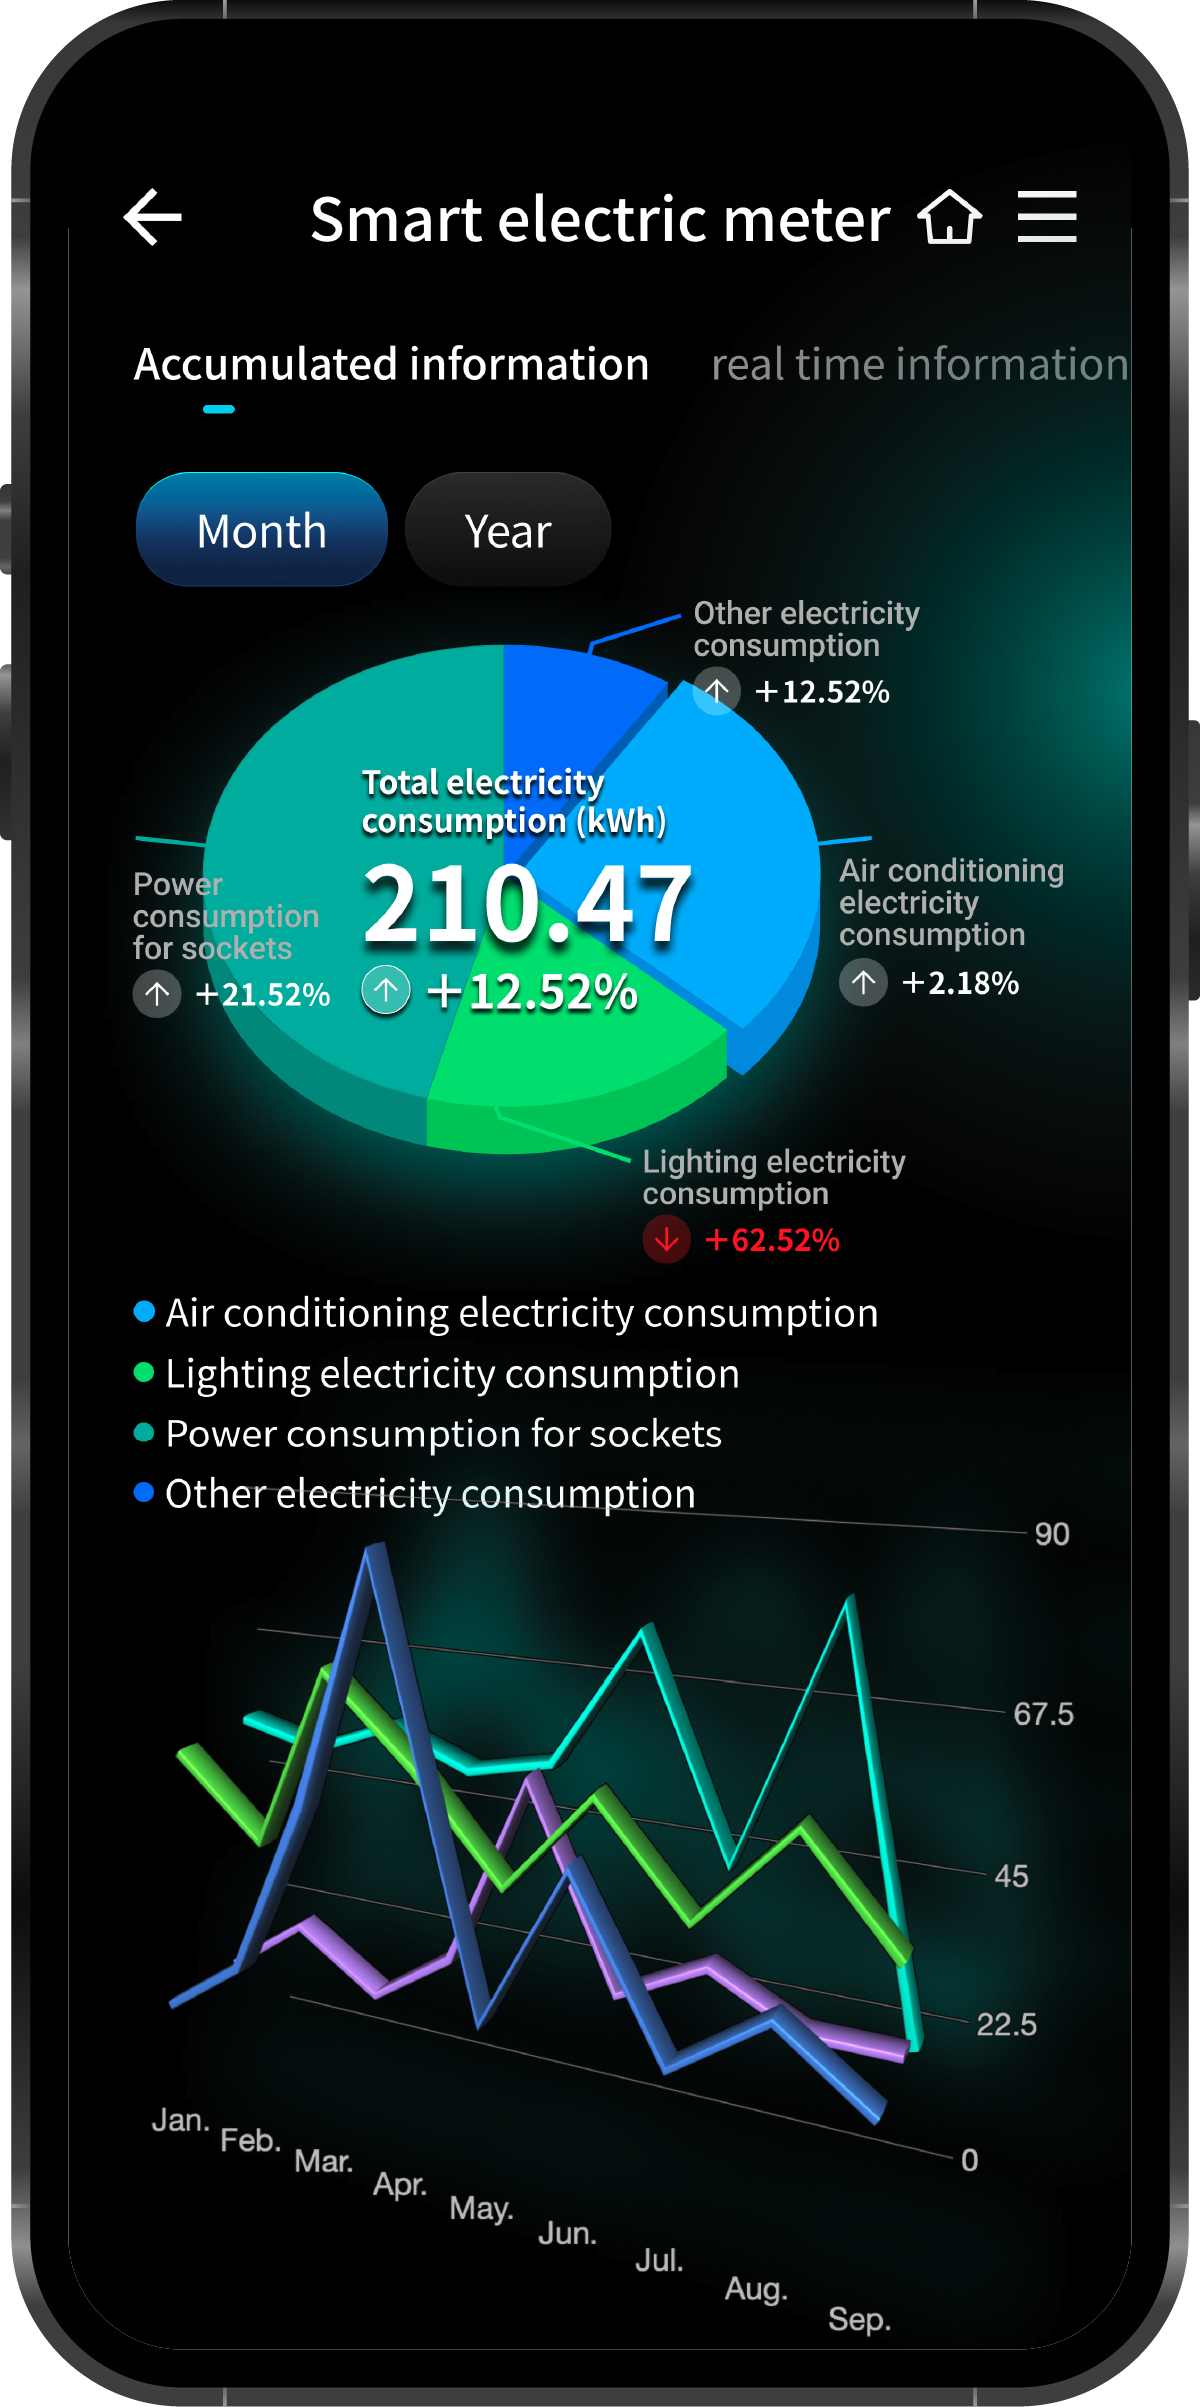 Smart electric meter
Accumulated information
real time information
Month
Year
Other electricity
consumption
+12.52%
Total electricity
consumption (kWh)
210.47
+12.52%
Power
consumption
for sockets
+21.52%
Air conditioning
electricity
consumption
+2.18%
Lighting electricity
consumption
+62.52%
Air conditioning electricity consumption
Lighting electricity consumption
Power consumption for sockets
Other electricity consumption
90
67.5
45
22.5
0
Jan.
Feb.
Mar.
Apr.
May.
Jun.
Jul.
Aug.
Sep.